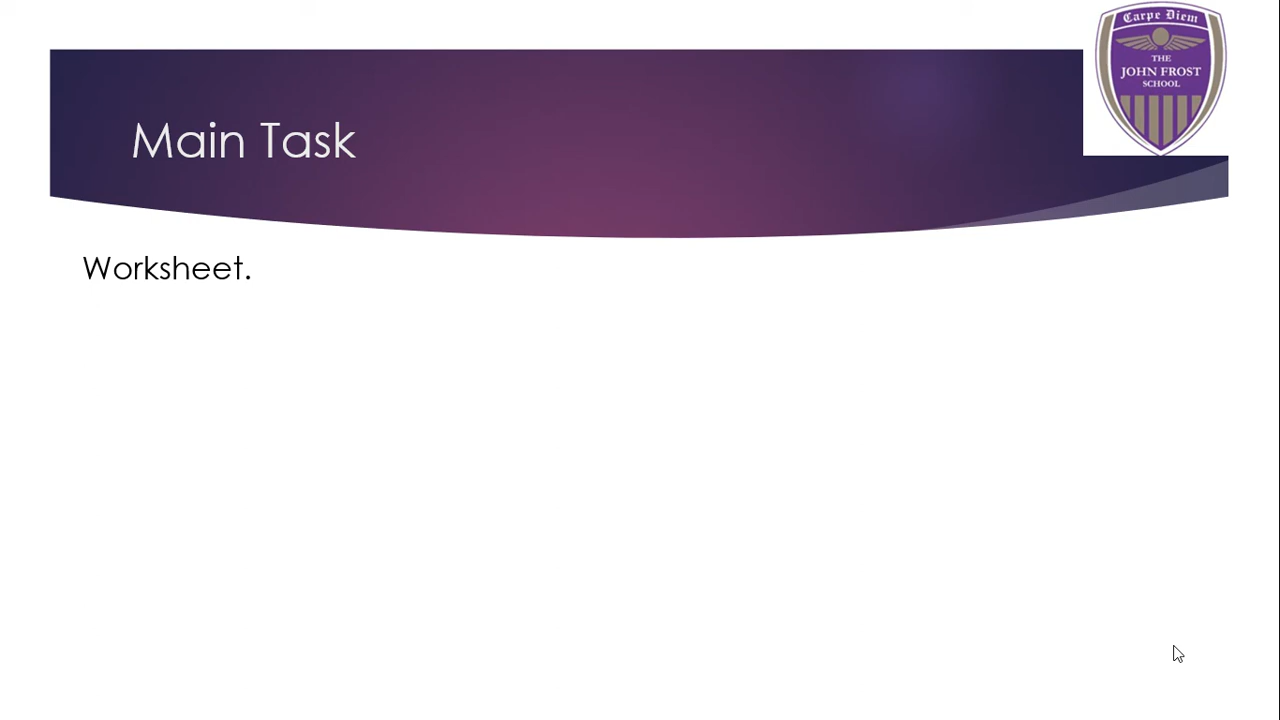 Carpe Diem
THE
JOHN FROST
SCHOOL
Main Task
Worksheet.